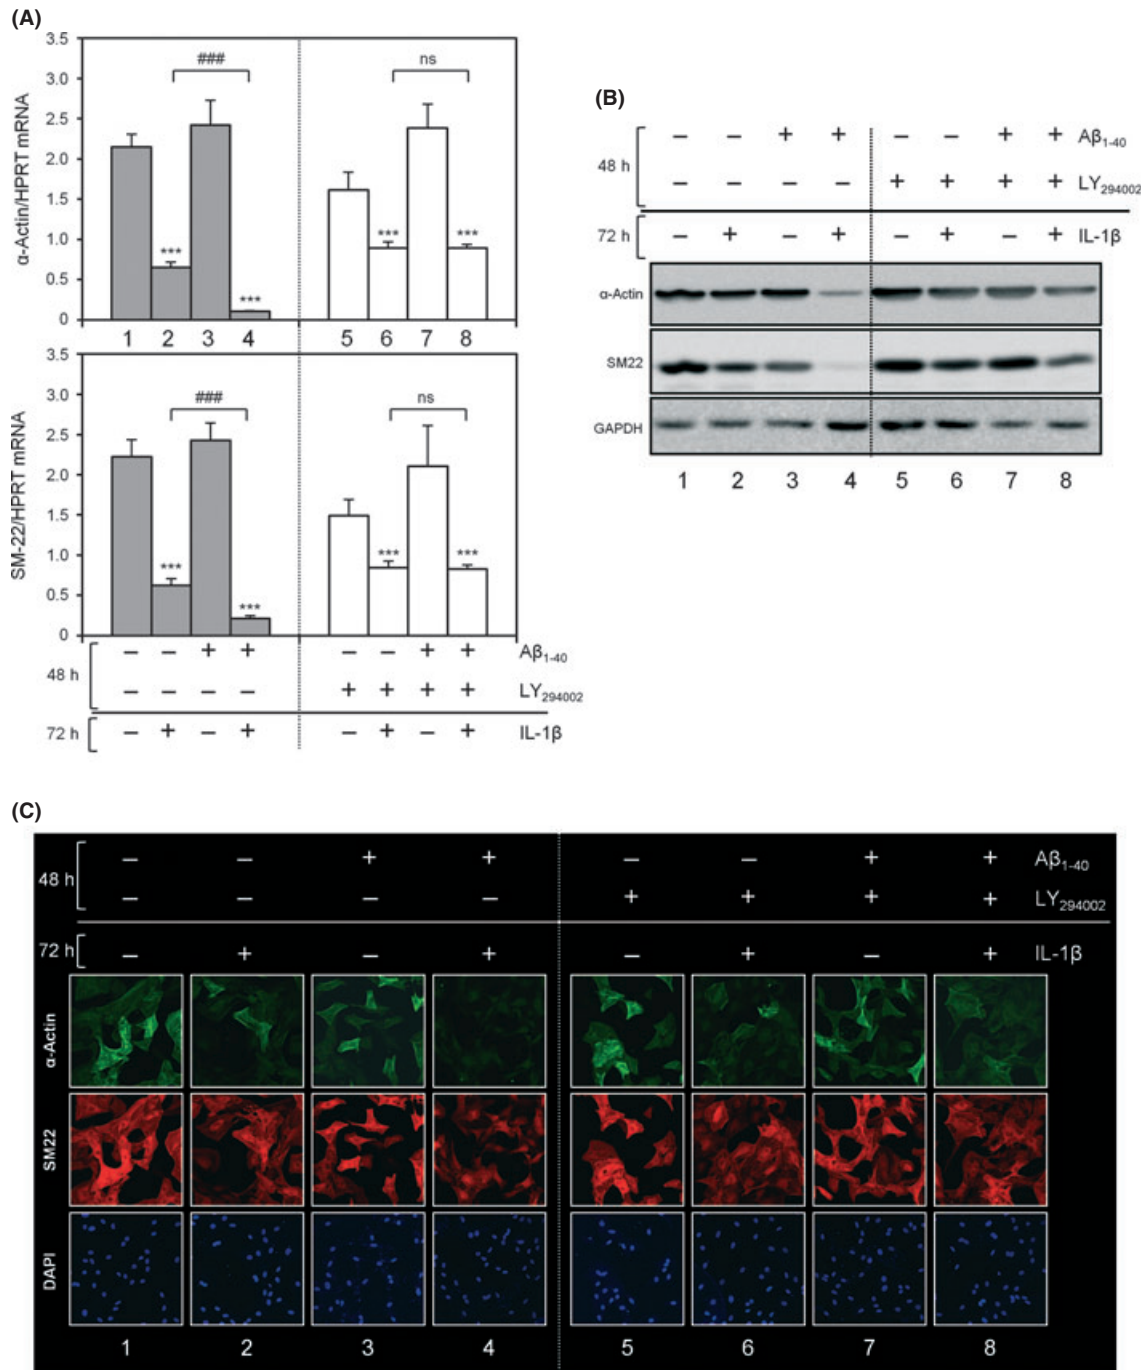 (A)
α-Actin/HPRT mRNA
3.5
3.0
2.5
2.0
1.5
1.0
0.5
0
###
ns
***
***
***
***
1 2 3 4 5 6 7 8
SM-22/HPRT mRNA
3.5
3.0
2.5
2.0
1.5
1.0
0.5
0
###
ns
***
***
***
***
48 h
– – + + – – + + Aβ1-40
– – – – + + + + LY294002
72 h – + – + – + – + IL-1β
(B)
48 h
– – + + – – + + Aβ1-40
– – – – + + + + LY294002
72 h – + – + – + – + IL-1β
α-Actin
SM22
GAPDH
1 2 3 4 5 6 7 8
(C)
48 h
– – + + – – + + Aβ1-40
– – – – + + + + LY294002
72 h – + – + – + – + IL-1β
α-Actin
SM22
DAPI
1 2 3 4 5 6 7 8